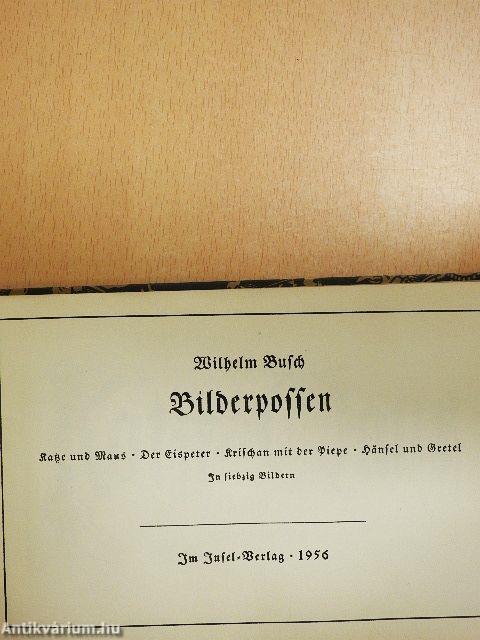 Wilhelm Busch
Bilderpossen
Katze und Maus · Der Eispeter · Krischan mit der Piepe · Hänsel und Gretel
In siebzig Bildern
Im Insel-Verlag · 1956
Antikvárium.hu